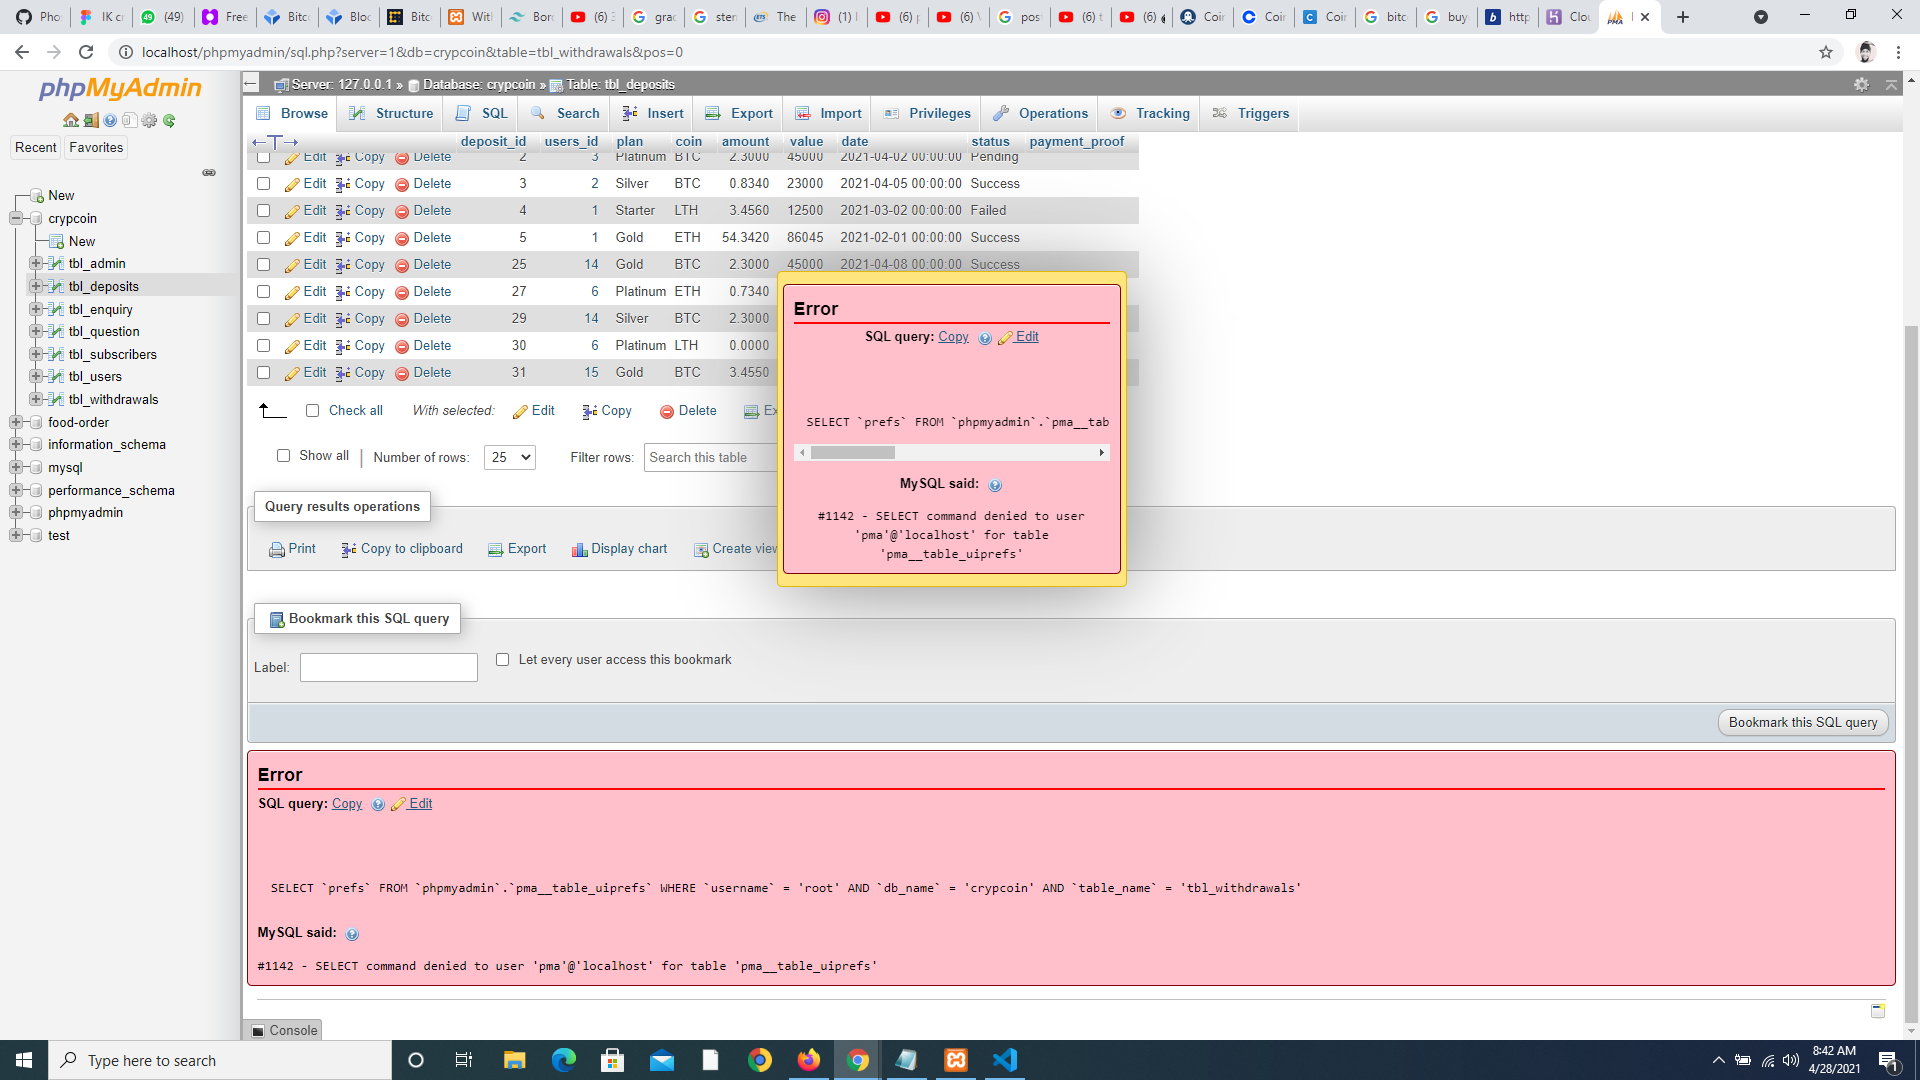 Pho
IK c
(49)
Free
Bitc
Bloc
Bitc
Witl
Bord
(6) 3
grac
sten
The
(1) I
(6) p
(6) \
post
(6) t
(6)
Coin
Coin
Coin
bitc
buy
http
Clou
PMA
localhost/phpmyadmin/sql.php?server=1&db=crypcoin&table=tbl_withdrawals&pos=0
phpMyAdmin
Recent
Favorites
New
crypcoin
New
tbl_admin
tbl_deposits
tbl_enquiry
tbl_question
tbl_subscribers
tbl_users
tbl_withdrawals
food-order
information_schema
mysql
performance_schema
phpmyadmin
test
Server: 127.0.0.1 » Database: crypcoin » Table: tbl_deposits
Browse Structure SQL Search Insert Export Import Privileges Operations Tracking Triggers
deposit_id users_id plan coin amount value date status payment_proof
Edit Copy Delete 2 3 Platinum BTC 2.3000 45000 2021-04-02 00:00:00 Pending
Edit Copy Delete 3 2 Silver BTC 0.8340 23000 2021-04-05 00:00:00 Success
Edit Copy Delete 4 1 Starter LTH 3.4560 12500 2021-03-02 00:00:00 Failed
Edit Copy Delete 5 1 Gold ETH 54.3420 86045 2021-02-01 00:00:00 Success
Edit Copy Delete 25 14 Gold BTC 2.3000 45000 2021-04-08 00:00:00 Success
Edit Copy Delete 27 6 Platinum ETH 0.7340
Edit Copy Delete 29 14 Silver BTC 2.3000
Edit Copy Delete 30 6 Platinum LTH 0.0000
Edit Copy Delete 31 15 Gold BTC 3.4550
Check all With selected: Edit Copy Delete Ex
Show all Number of rows: 25 Filter rows: Search this table
Query results operations
Print Copy to clipboard Export Display chart Create view
Error
SQL query: Copy Edit
SELECT `prefs` FROM `phpmyadmin`.`pma__tab
MySQL said:
#1142 - SELECT command denied to user
'pma'@'localhost' for table
'pma__table_uiprefs'
Bookmark this SQL query
Label:
Let every user access this bookmark
Bookmark this SQL query
Error
SQL query: Copy Edit
SELECT `prefs` FROM `phpmyadmin`.`pma__table_uiprefs` WHERE `username` = 'root' AND `db_name` = 'crypcoin' AND `table_name` = 'tbl_withdrawals'
MySQL said:
#1142 - SELECT command denied to user 'pma'@'localhost' for table 'pma__table_uiprefs'
Console
Type here to search
8:42 AM
4/28/2021
1